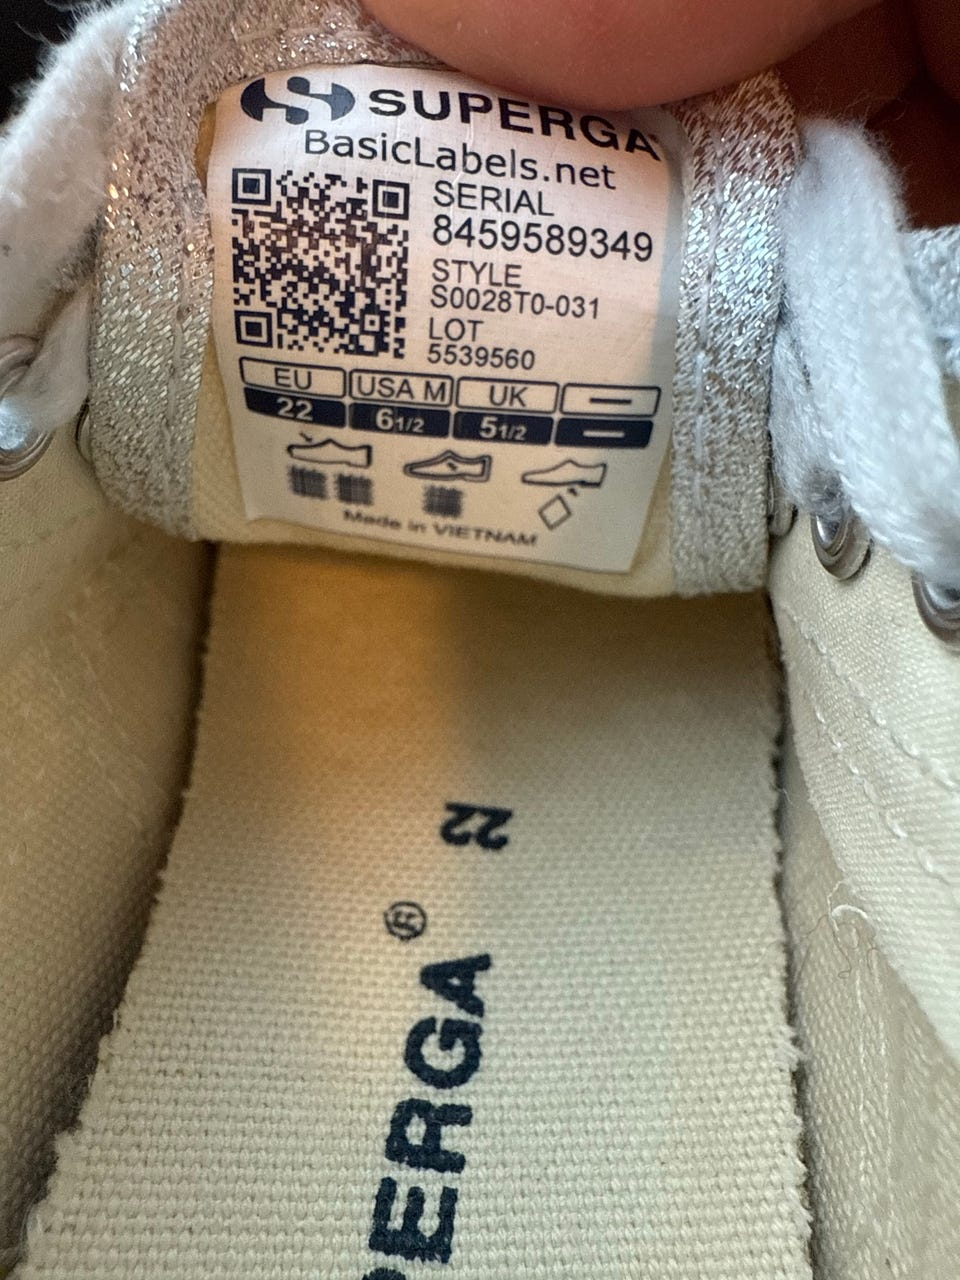 SUPERGA®
BasicLabels.net
SERIAL
8459589349
STYLE
S0028T0-031
LOT
5539560
EU USA M UK —
22 6 1/2 5 1/2 —
Made in VIETNAM
22
PERGA®